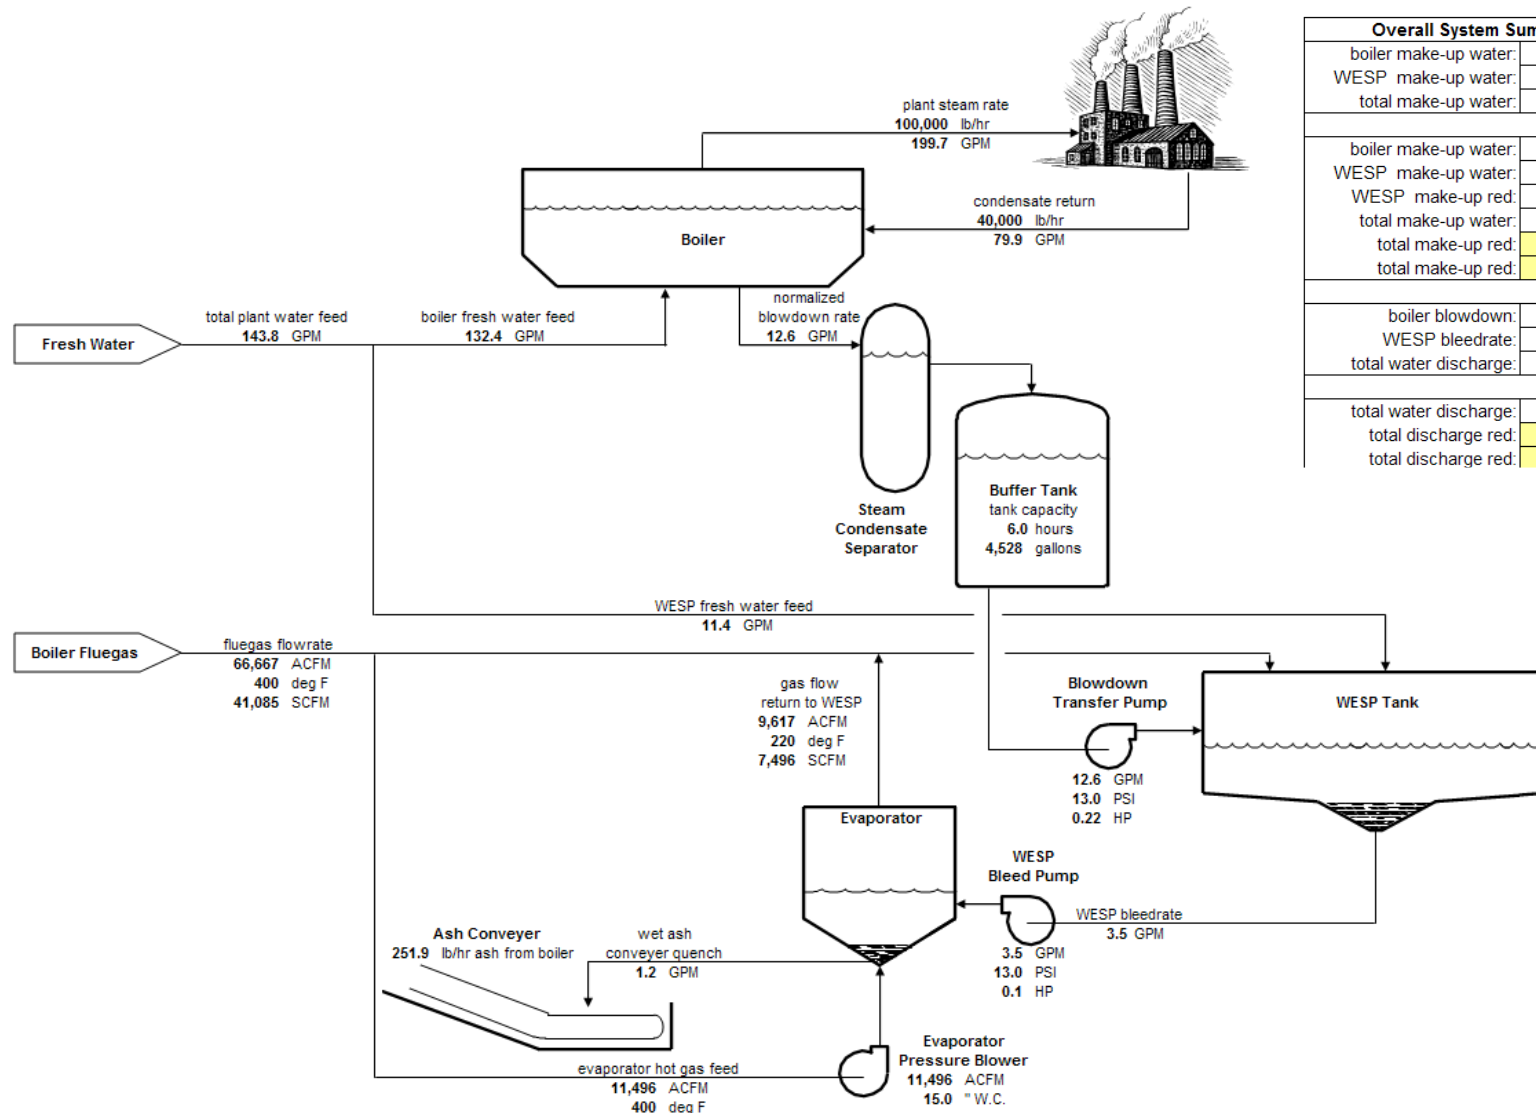 Overall System Sum
boiler make-up water:
WESP make-up water:
total make-up water:
boiler make-up water:
WESP make-up water:
WESP make-up red:
total make-up water:
total make-up red:
total make-up red:
boiler blowdown:
WESP bleedrate:
total water discharge:
total water discharge:
total discharge red:
total discharge red:
plant steam rate
100,000 lb/hr
199.7 GPM
condensate return
40,000 lb/hr
79.9 GPM
Boiler
normalized
blowdown rate
12.6 GPM
total plant water feed
143.8 GPM
boiler fresh water feed
132.4 GPM
Fresh Water
Steam
Condensate
Separator
Buffer Tank
tank capacity
6.0 hours
4,528 gallons
WESP fresh water feed
11.4 GPM
Boiler Fluegas
fluegas flowrate
66,667 ACFM
400 deg F
41,085 SCFM
gas flow
return to WESP
9,617 ACFM
220 deg F
7,496 SCFM
Blowdown
Transfer Pump
12.6 GPM
13.0 PSI
0.22 HP
WESP Tank
Evaporator
WESP
Bleed Pump
3.5 GPM
13.0 PSI
0.1 HP
WESP bleedrate
3.5 GPM
Ash Conveyer
251.9 lb/hr ash from boiler
wet ash
conveyer quench
1.2 GPM
Evaporator
Pressure Blower
11,496 ACFM
15.0 " W.C.
evaporator hot gas feed
11,496 ACFM
400 deg F